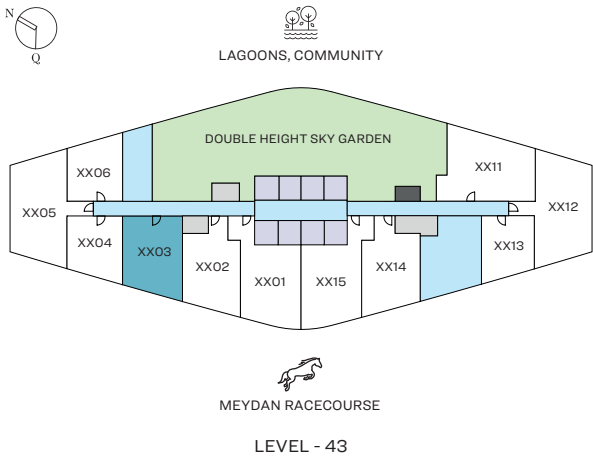 N
Q
LAGOONS, COMMUNITY
DOUBLE HEIGHT SKY GARDEN
XX06
XX11
XX05
XX12
XX04
XX03
XX13
XX02
XX14
XX01
XX15
MEYDAN RACECOURSE
LEVEL - 43